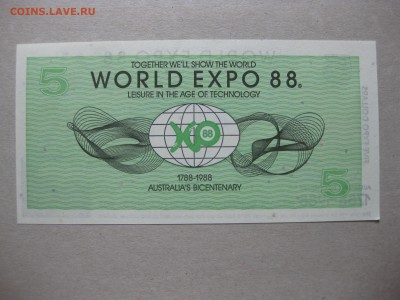 COINS.LAVE.RU
TOGETHER WE'LL SHOW THE WORLD
5
WORLD EXPO 88®
LEISURE IN THE AGE OF TECHNOLOGY
XPO
88
1788-1988
AUSTRALIA'S BICENTENARY
5